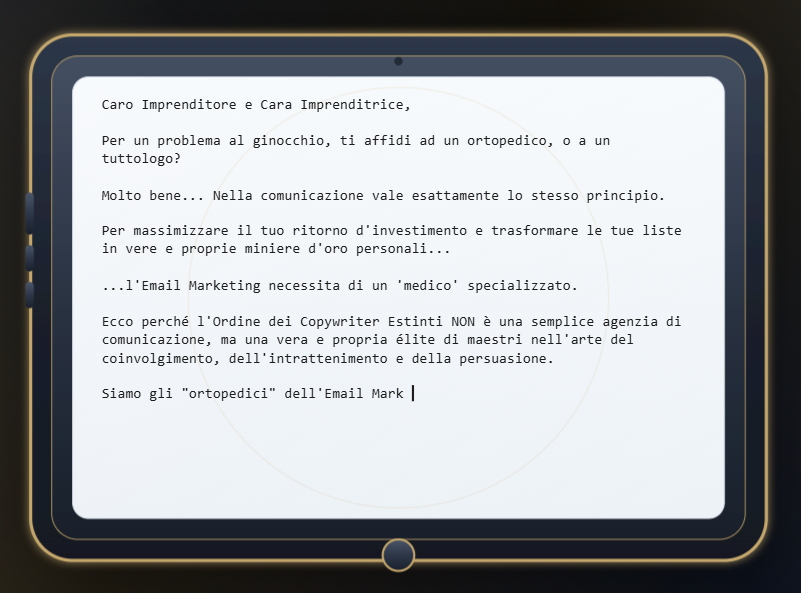 Caro Imprenditore e Cara Imprenditrice,
Per un problema al ginocchio, ti affidi ad un ortopedico, o a un
tuttologo?
Molto bene... Nella comunicazione vale esattamente lo stesso principio.
Per massimizzare il tuo ritorno d'investimento e trasformare le tue liste
in vere e proprie miniere d'oro personali...
...l'Email Marketing necessita di un 'medico' specializzato.
Ecco perché l'Ordine dei Copywriter Estinti NON è una semplice agenzia di
comunicazione, ma una vera e propria élite di maestri nell'arte del
coinvolgimento, dell'intrattenimento e della persuasione.
Siamo gli "ortopedici" dell'Email Mark